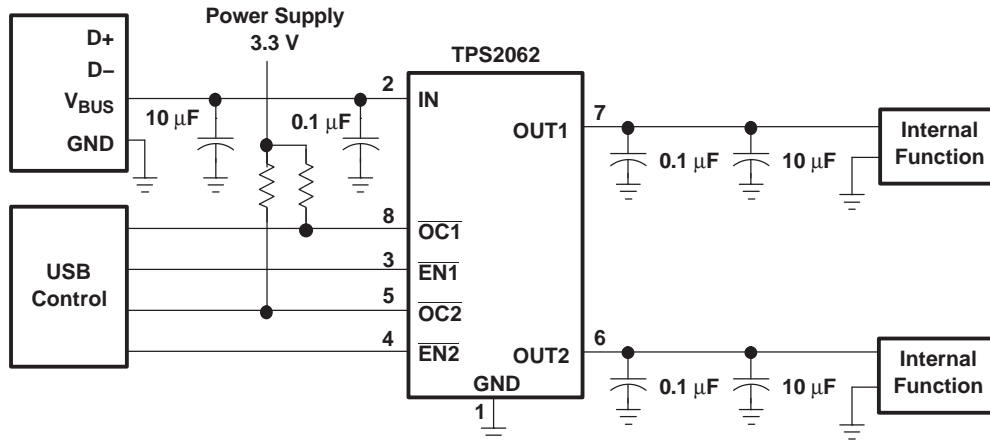 Power Supply
3.3 V
TPS2062
D+
D−
V_BUS
GND
10 μF
0.1 μF
2
IN
8
OC1
3
EN1
5
OC2
4
EN2
GND
1
OUT1
7
0.1 μF
10 μF
Internal
Function
OUT2
6
0.1 μF
10 μF
Internal
Function
USB
Control